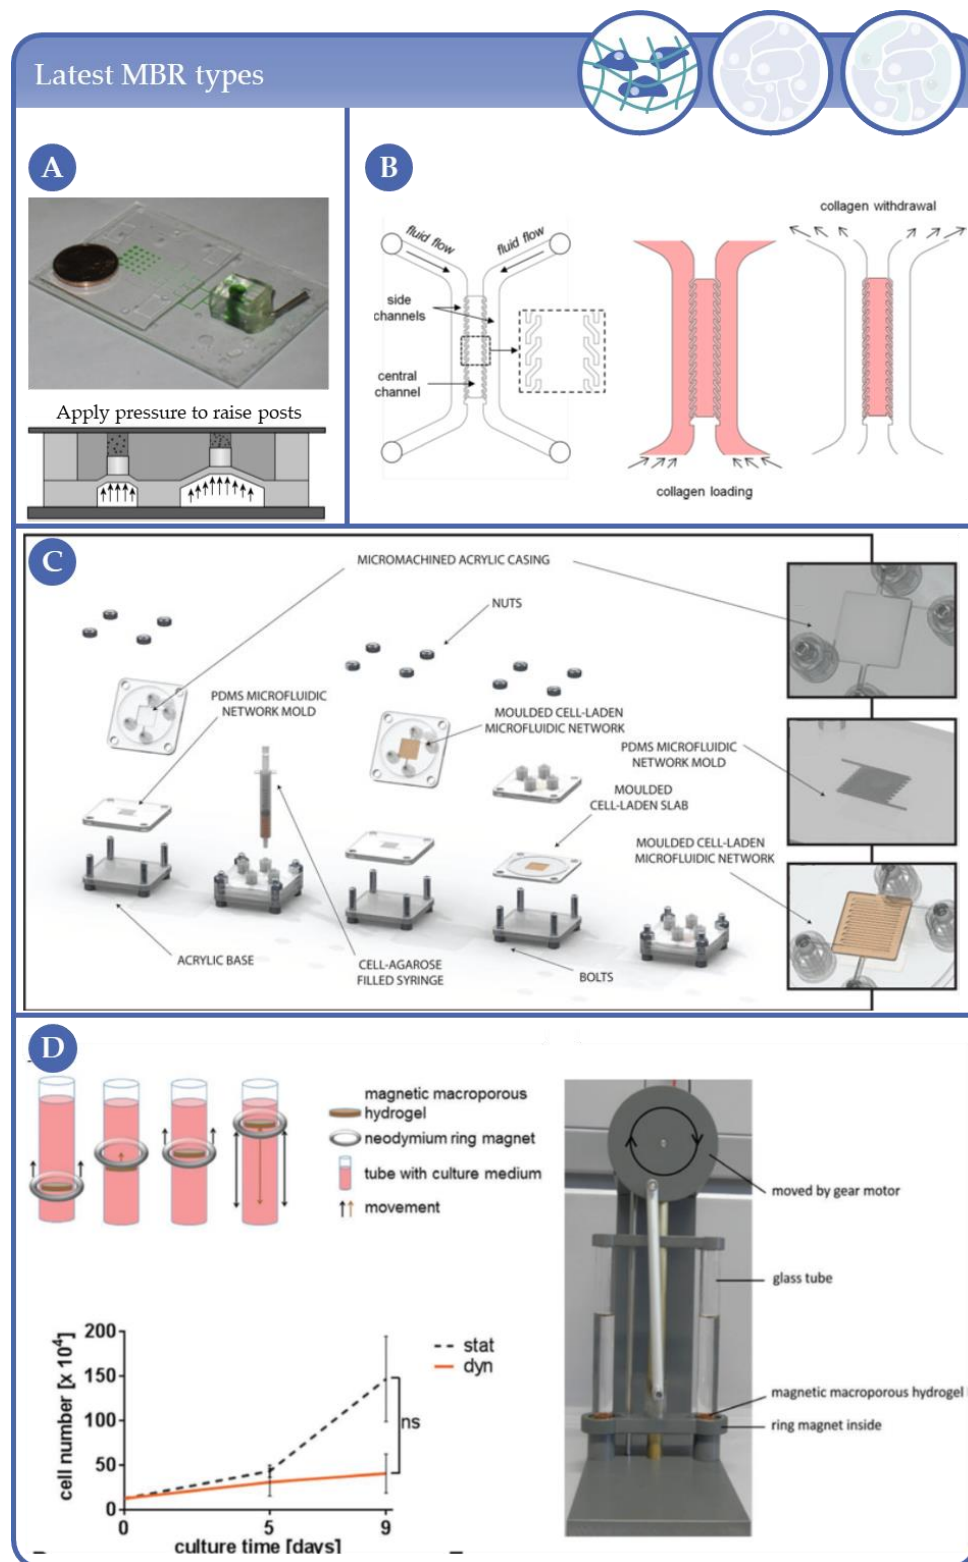 Latest MBR types
A
Apply pressure to raise posts
B
fluid flow
fluid flow
side
channels
central
channel
collagen loading
collagen withdrawal
C
MICROMACHINED ACRYLIC CASING
NUTS
PDMS MICROFLUIDIC
NETWORK MOLD
MOULDED CELL-LADEN
MICROFLUIDIC NETWORK
PDMS MICROFLUIDIC
NETWORK MOLD
MOULDED
CELL-LADEN SLAB
MOULDED CELL-LADEN
MICROFLUIDIC NETWORK
ACRYLIC BASE
CELL-AGAROSE
FILLED SYRINGE
BOLTS
D
magnetic macroporous
hydrogel
neodymium ring magnet
tube with culture medium
movement
moved by gear motor
glass tube
magnetic macroporous hydrogel
ring magnet inside
cell number [x 10⁴]
200
150
100
50
0
0
5
9
culture time [days]
stat
dyn
ns